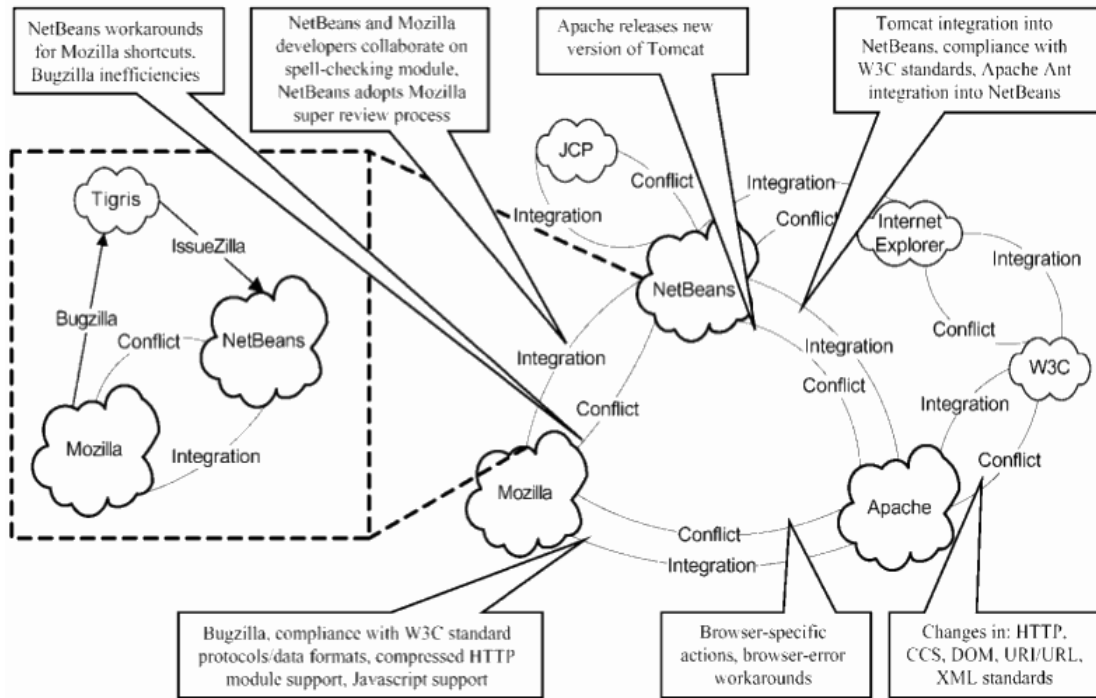 NetBeans workarounds
for Mozilla shortcuts,
Bugzilla inefficiencies
NetBeans and Mozilla
developers collaborate on
spell-checking module,
NetBeans adopts Mozilla
super review process
Apache releases new
version of Tomcat
Tomcat integration into
NetBeans, compliance with
W3C standards, Apache Ant
integration into NetBeans
Tigris
IssueZilla
Bugzilla
Conflict
NetBeans
Mozilla
Integration
JCP
Conflict
Integration
Integration
Conflict
Internet
Explorer
Integration
Conflict
NetBeans
W3C
Integration
Conflict
Integration
Conflict
Integration
Conflict
Mozilla
Apache
Conflict
Integration
Bugzilla, compliance with W3C standard
protocols/data formats, compressed HTTP
module support, Javascript support
Browser-specific
actions, browser-error
workarounds
Changes in: HTTP,
CCS, DOM, URI/URL,
XML standards